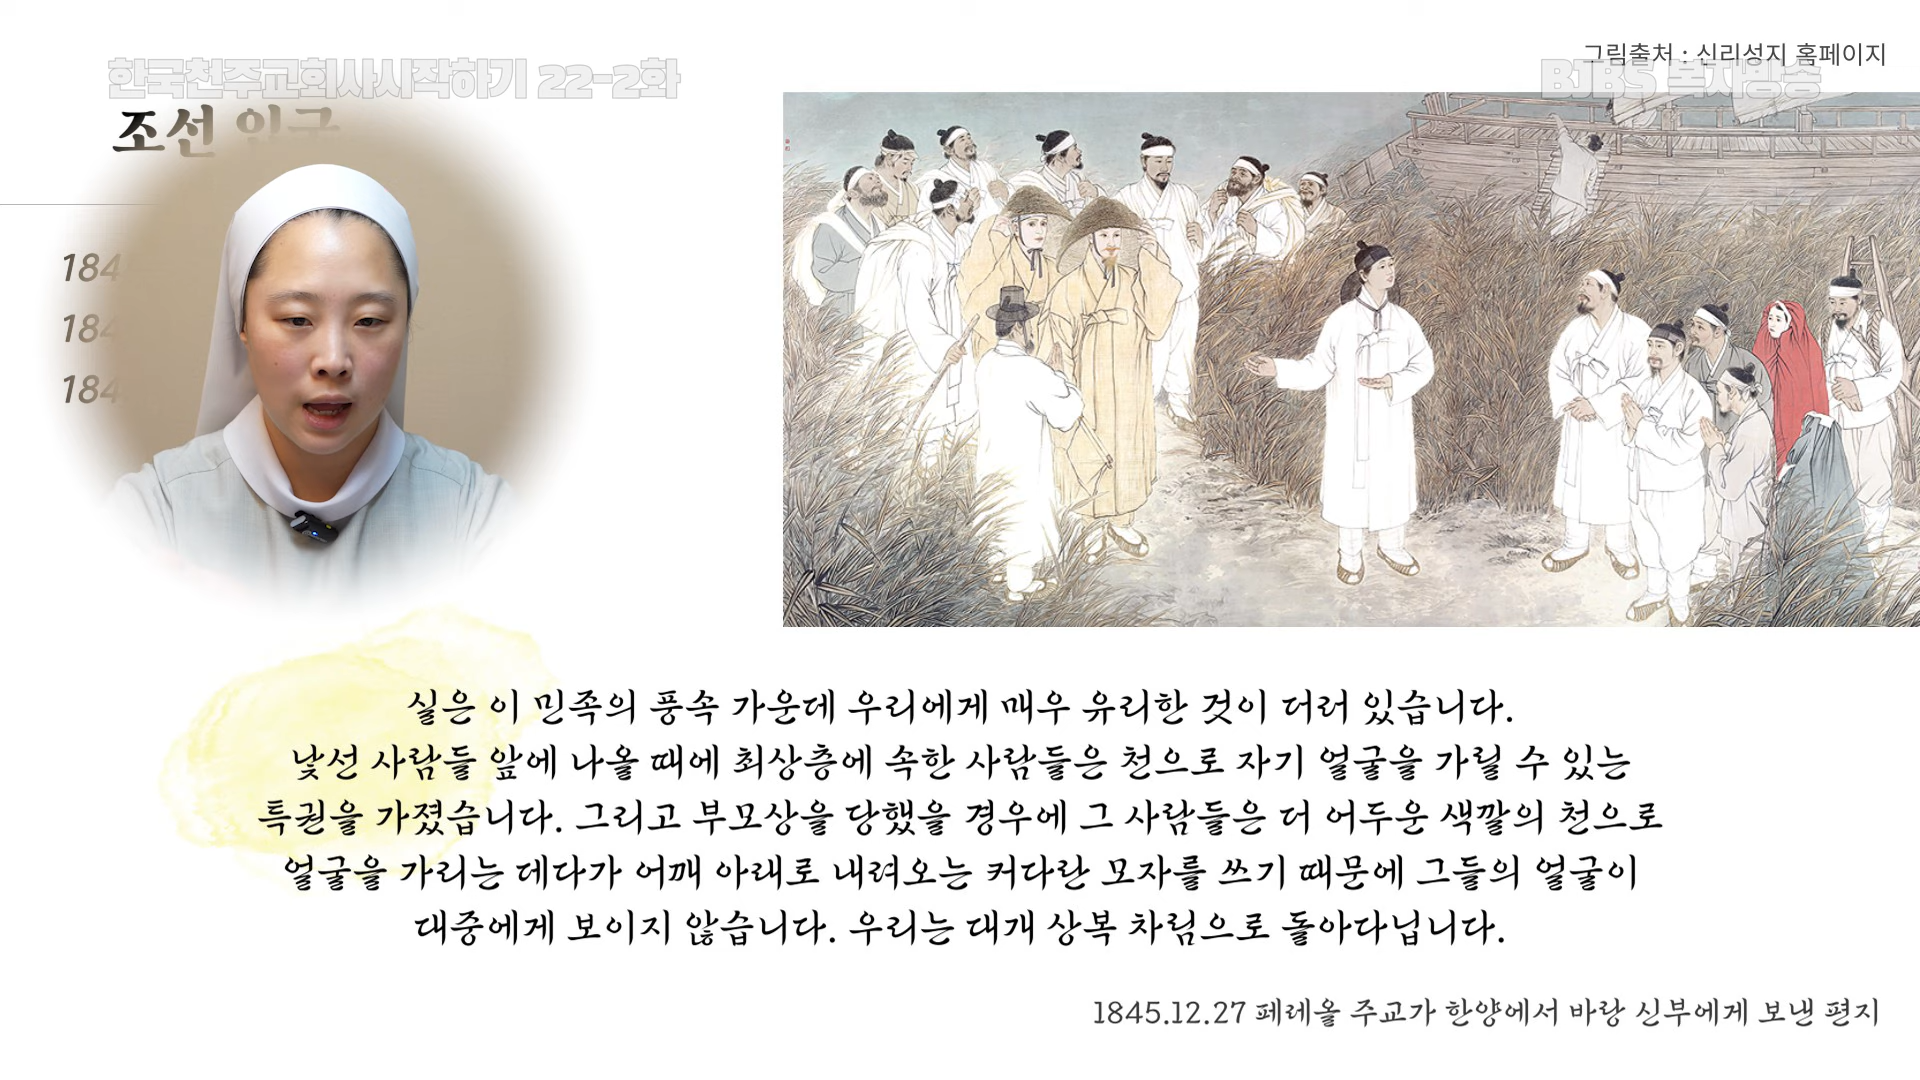 한국천주교회사시작하기 22-2화
그림출처 : 신리성지 홈페이지
BJBS 복자방송
조선 입국
184
184
184
실은 이 민족의 풍속 가운데 우리에게 매우 유리한 것이 더러 있습니다.
낯선 사람들 앞에 나올 때에 최상층에 속한 사람들은 천으로 자기 얼굴을 가릴 수 있는
특권을 가졌습니다. 그리고 부모상을 당했을 경우에 그 사람들은 더 어두운 색깔의 천으로
얼굴을 가리는 데다가 어깨 아래로 내려오는 커다란 모자를 쓰기 때문에 그들의 얼굴이
대중에게 보이지 않습니다. 우리는 대개 상복 차림으로 돌아다닙니다.
1845.12.27 페레올 주교가 한양에서 바랑 신부에게 보낸 편지